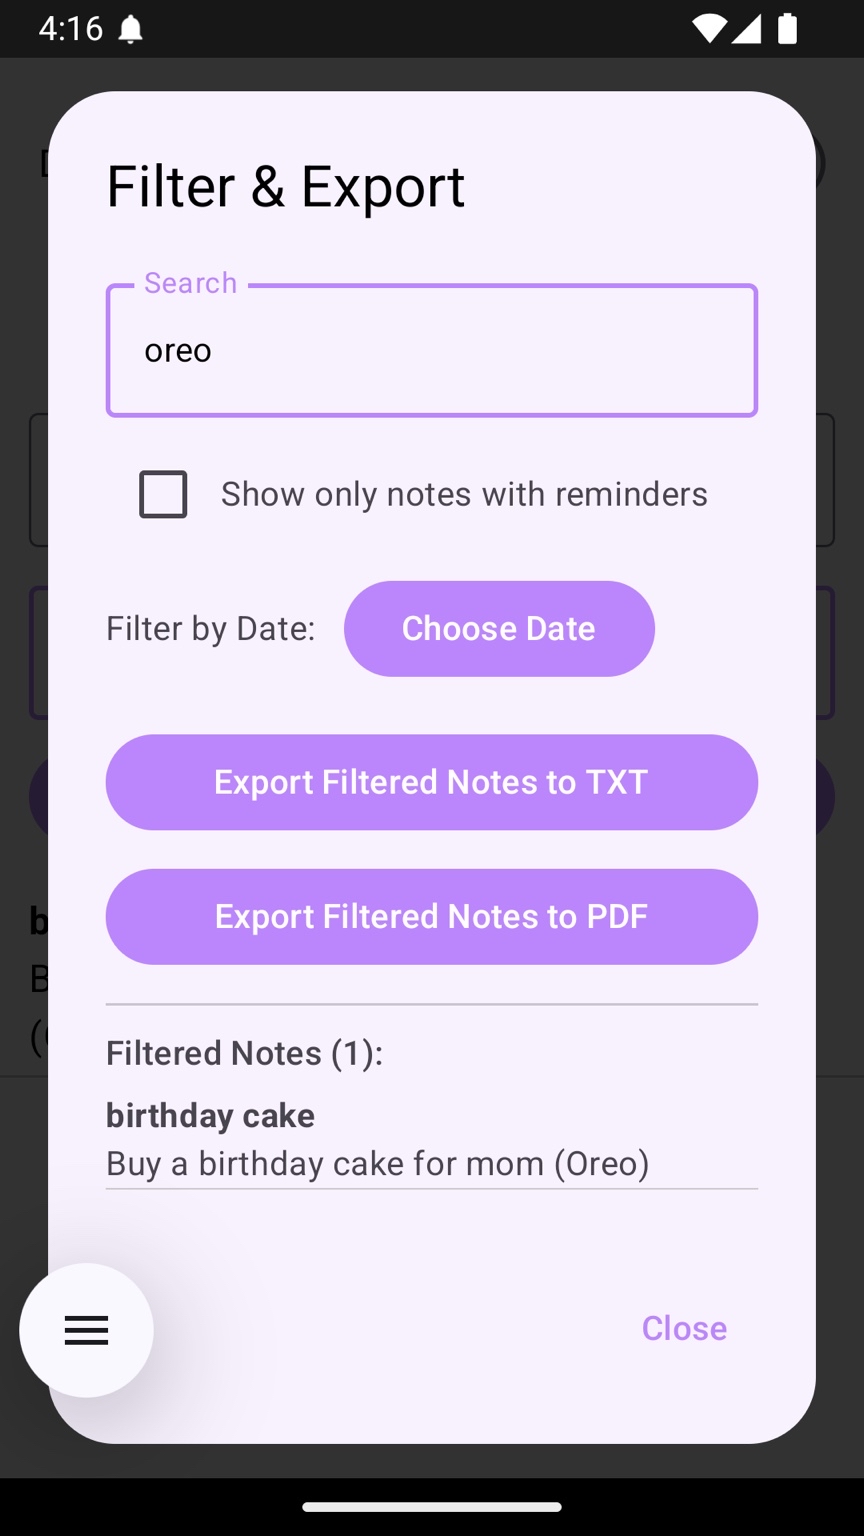 4:16
Filter & Export
Search
oreo
Show only notes with reminders
Filter by Date: Choose Date
Export Filtered Notes to TXT
Export Filtered Notes to PDF
Filtered Notes (1):
birthday cake
Buy a birthday cake for mom (Oreo)
Close